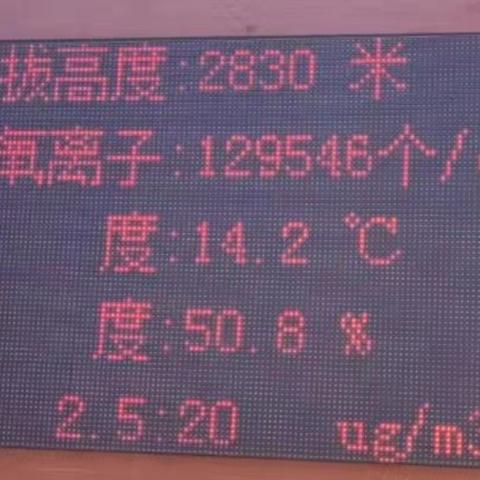 拔高度:2830 米
氧离子:129546个/
度:14.2 ℃
度:50.8 %
2.5:20 ug/m3